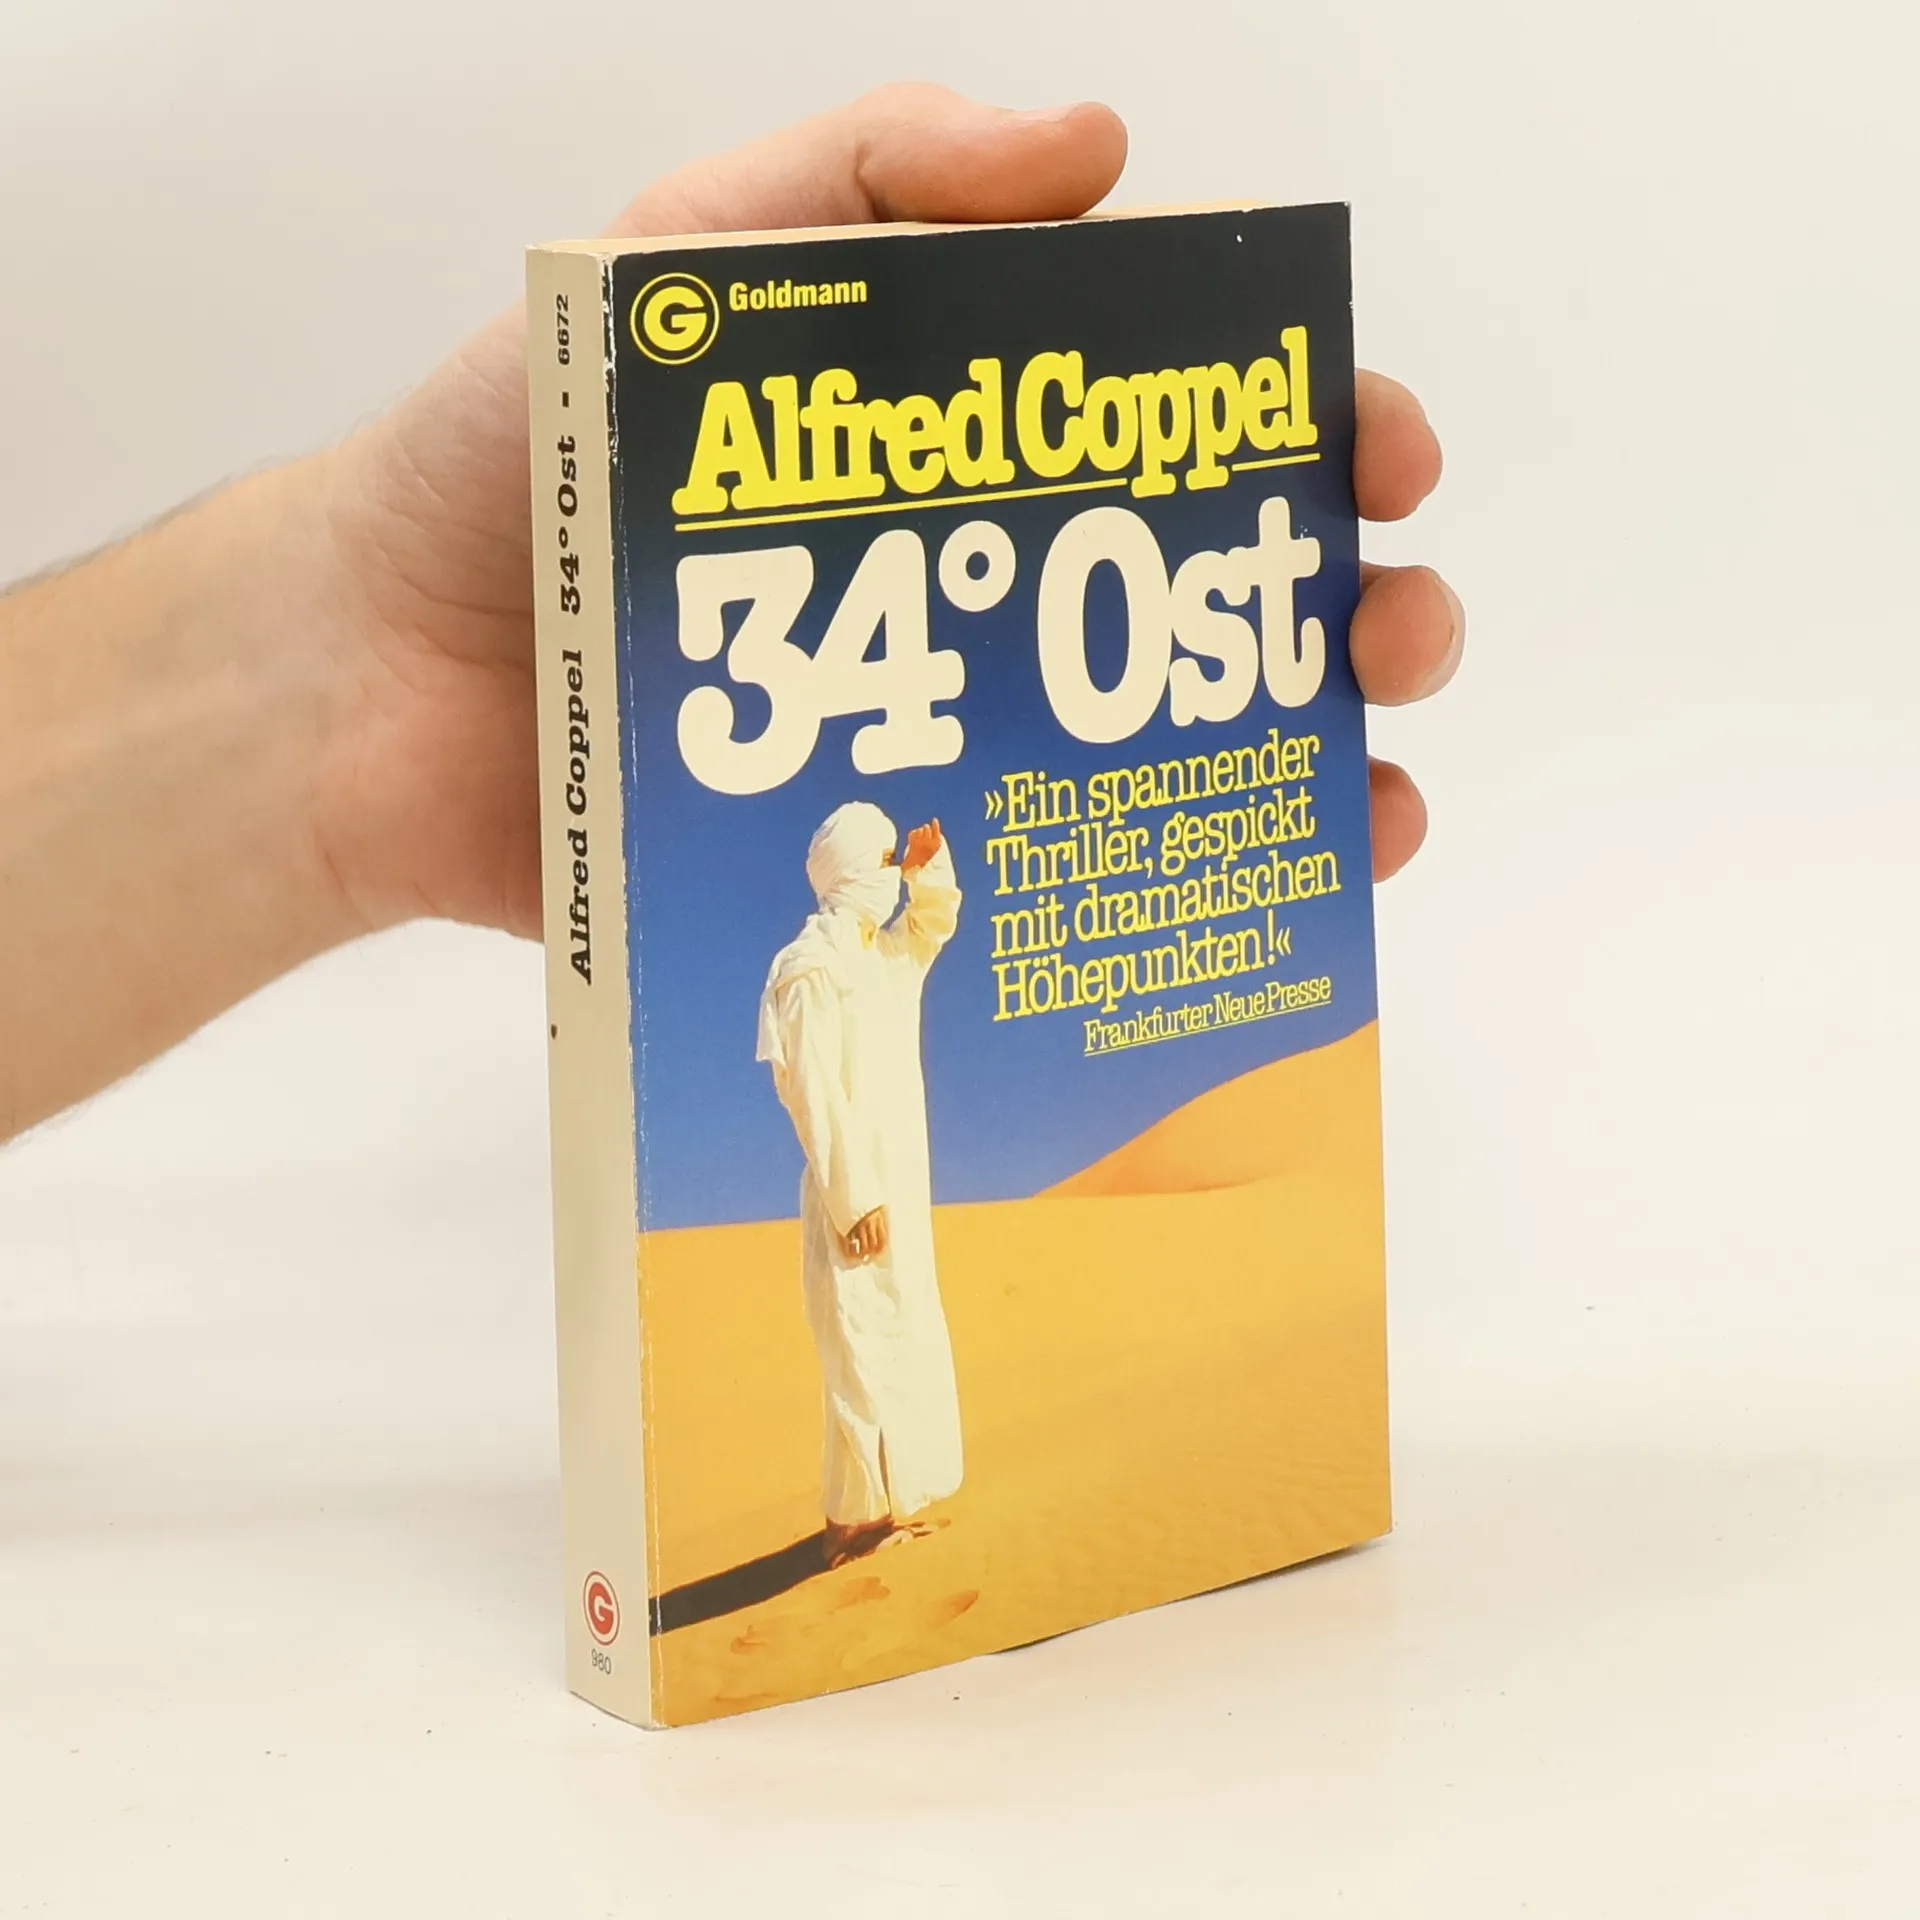 Goldmann
Alfred Coppel
34° Ost
»Ein spannender
Thriller, gespickt
mit dramatischen
Höhepunkten!«
Frankfurter Neue Presse
Alfred Coppel 34° Ost - 6672
G
G
980